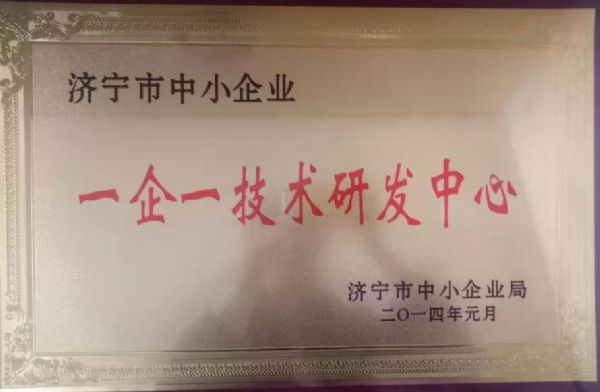 济宁市中小企业
一企一技术研发中心
济宁市中小企业局
二〇一四年元月